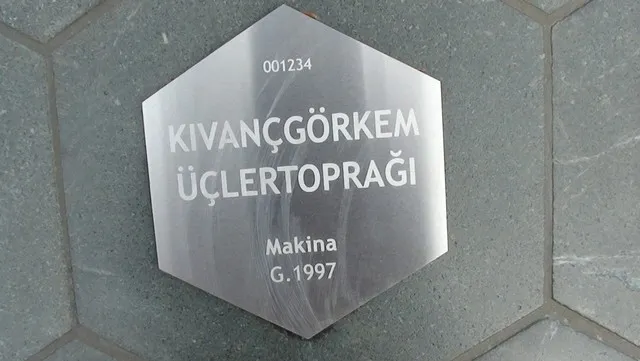 001234
KIVANÇGÖRKEM
ÜÇLERTOPRAĞI
Makina
G.1997